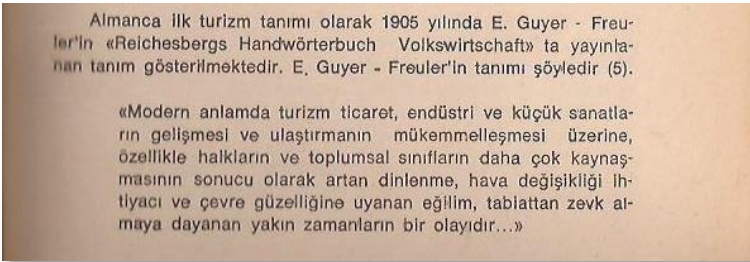 Almanca ilk turizm tanımı olarak 1905 yılında E. Guyer - Freu-
ler'in «Reichesbergs Handwörterbuch Volkswirtschaft» ta yayınla-
nan tanım gösterilmektedir. E. Guyer - Freuler'in tanımı şöyledir (5).
«Modern anlamda turizm ticaret, endüstri ve küçük sanatla-
rın gelişmesi ve ulaştırmanın mükemmelleşmesi üzerine,
özellikle halkların ve toplumsal sınıfların daha çok kaynaş-
masının sonucu olarak artan dinlenme, hava değişikliği ih-
tiyacı ve çevre güzelliğine uyanan eğilim, tabiattan zevk al-
maya dayanan yakın zamanların bir olayıdır...»